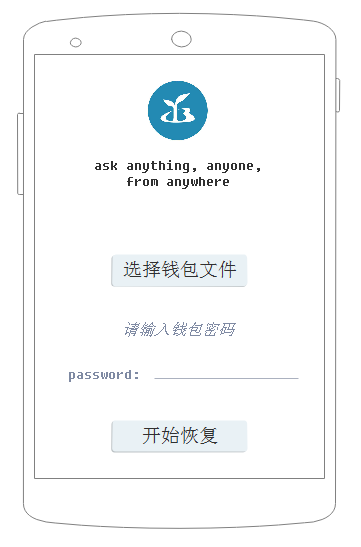 ask anything, anyone,
from anywhere
选择钱包文件
请输入钱包密码
password:
开始恢复